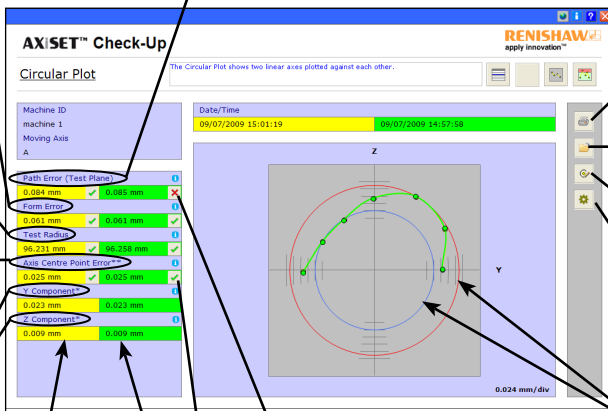 AXiSET™ Check-Up
RENISHAW
apply innovation™
Circular Plot
The Circular Plot shows two linear axes plotted against each other.
Machine ID
machine 1
Moving Axis
A
Date/Time
09/07/2009 15:01:19
09/07/2009 14:57:58
Path Error (Test Plane)
0.084 mm
0.085 mm
Form Error
0.061 mm
0.061 mm
Test Radius
96.231 mm
96.258 mm
Axis Centre Point Error**
0.025 mm
0.025 mm
Y Component*
0.023 mm
0.023 mm
Z Component*
0.009 mm
0.009 mm
Z
Y
0.024 mm/div